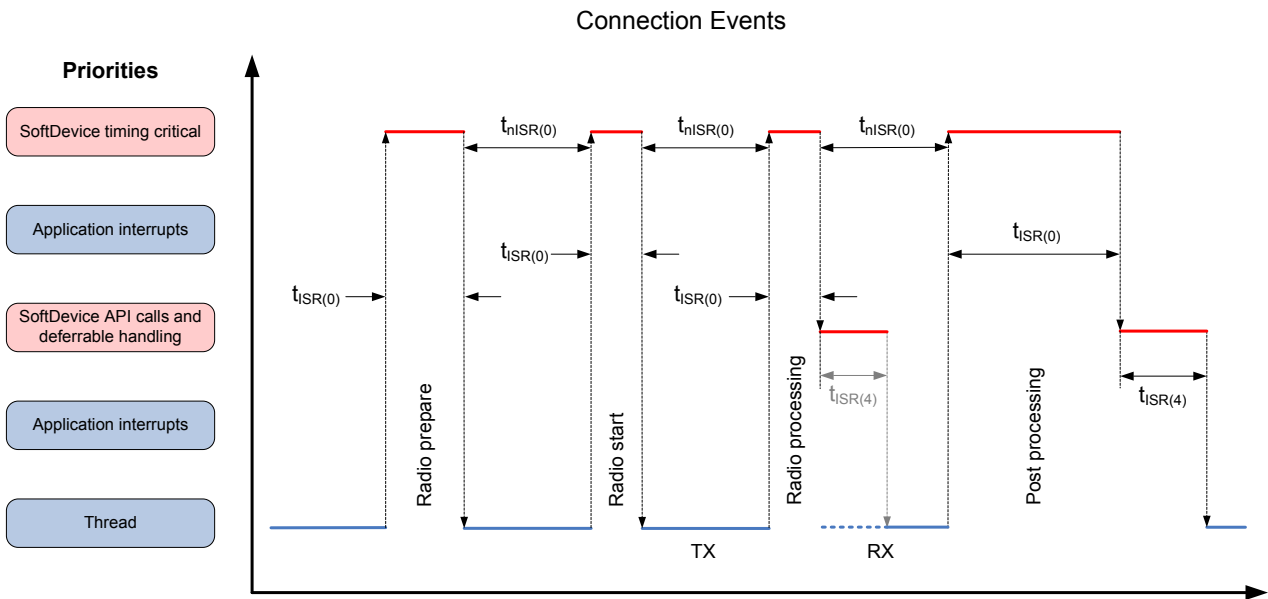 Connection Events
Priorities
SoftDevice timing critical
Application interrupts
SoftDevice API calls and
deferrable handling
Application interrupts
Thread
tnISR(0)
tnISR(0)
tnISR(0)
tISR(0)
tISR(0)
tISR(0)
tISR(0)
tISR(4)
tISR(4)
Radio prepare
Radio start
Radio processing
Post processing
TX
RX